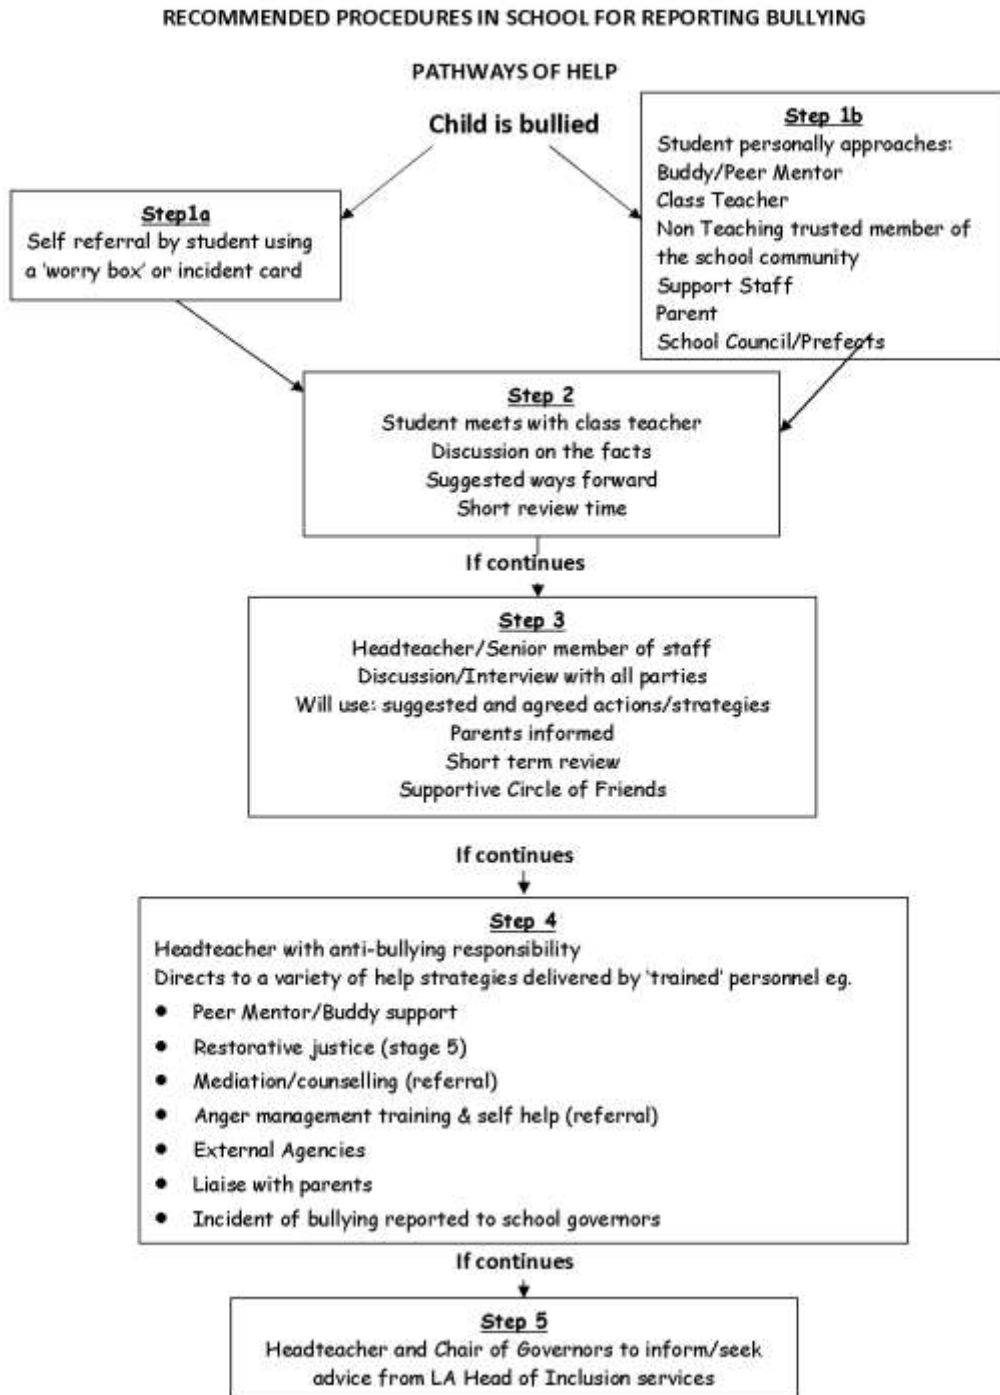 RECOMMENDED PROCEDURES IN SCHOOL FOR REPORTING BULLYING
PATHWAYS OF HELP
Child is bullied
Step1a
Self referral by student using
a 'worry box' or incident card
Step 1b
Student personally approaches:
Buddy/Peer Mentor
Class Teacher
Non Teaching trusted member of
the school community
Support Staff
Parent
School Council/Prefects
Step 2
Student meets with class teacher
Discussion on the facts
Suggested ways forward
Short review time
If continues
Step 3
Headteacher/Senior member of staff
Discussion/Interview with all parties
Will use: suggested and agreed actions/strategies
Parents informed
Short term review
Supportive Circle of Friends
If continues
Step 4
Headteacher with anti-bullying responsibility
Directs to a variety of help strategies delivered by 'trained' personnel eg.
● Peer Mentor/Buddy support
● Restorative justice (stage 5)
● Mediation/counselling (referral)
● Anger management training & self help (referral)
● External Agencies
● Liaise with parents
● Incident of bullying reported to school governors
If continues
Step 5
Headteacher and Chair of Governors to inform/seek
advice from LA Head of Inclusion services